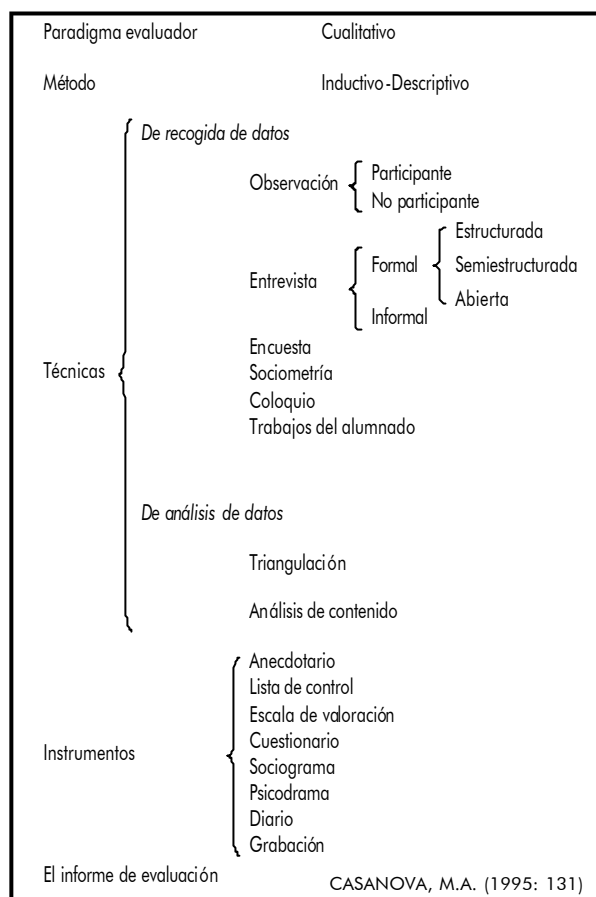 Paradigma evaluador Cualitativo
Método Inductivo-Descriptivo
De recogida de datos
Observación Participante
No participante
Entrevista Formal Estructurada
Semiestructurada
Abierta
Informal
Encuesta
Técnicas Sociometría
Coloquio
Trabajos del alumnado
De análisis de datos
Triangulación
Análisis de contenido
Anecdotario
Lista de control
Escala de valoración
Cuestionario
Instrumentos Sociograma
Psicodrama
Diario
Grabación
El informe de evaluación CASANOVA, M.A. (1995: 131)